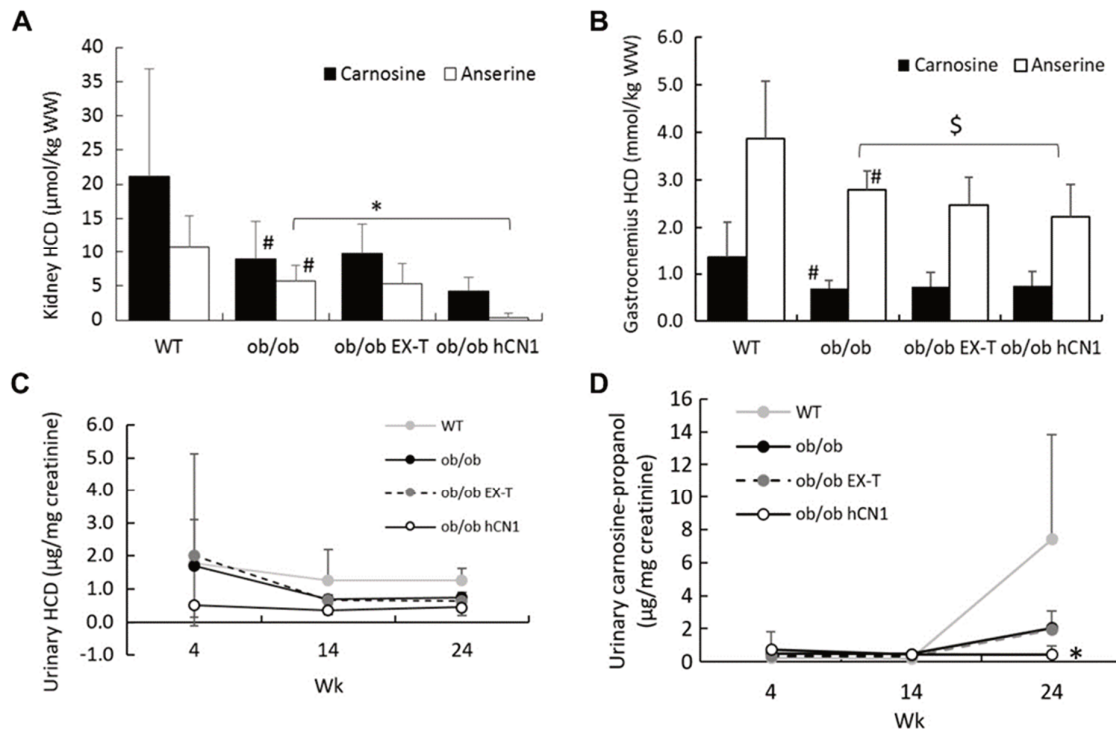 A
Kidney HCD (μmol/kg WW)
40
35
30
25
20
15
10
5
0
Carnosine Anserine
#
#
*
WT ob/ob ob/ob EX-T ob/ob hCN1
B
Gastrocnemius HCD (mmol/kg WW)
6.0
5.0
4.0
3.0
2.0
1.0
0.0
Carnosine Anserine
$
#
#
WT ob/ob ob/ob EX-T ob/ob hCN1
C
Urinary HCD (μg/mg creatinine)
6.0
5.0
4.0
3.0
2.0
1.0
0.0
-1.0
WT
ob/ob
ob/ob EX-T
ob/ob hCN1
4 14 24
Wk
D
Urinary carnosine-propanol
(μg/mg creatinine)
16
14
12
10
8
6
4
2
0
WT
ob/ob
ob/ob EX-T
ob/ob hCN1
*
4 14 24
Wk